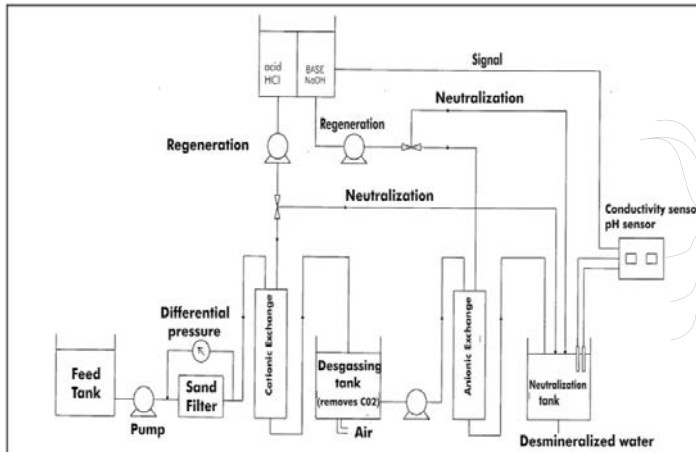 acid
HCl
BASE
NaOH
Signal
Neutralization
Regeneration
Regeneration
Neutralization
Conductivity sensor
pH sensor
Differential
pressure
Cationic Exchange
Anionic Exchange
Feed
Tank
Sand
Filter
Pump
Desgassing
tank
(removes C02)
Air
Neutralization
tank
Desmineralized water